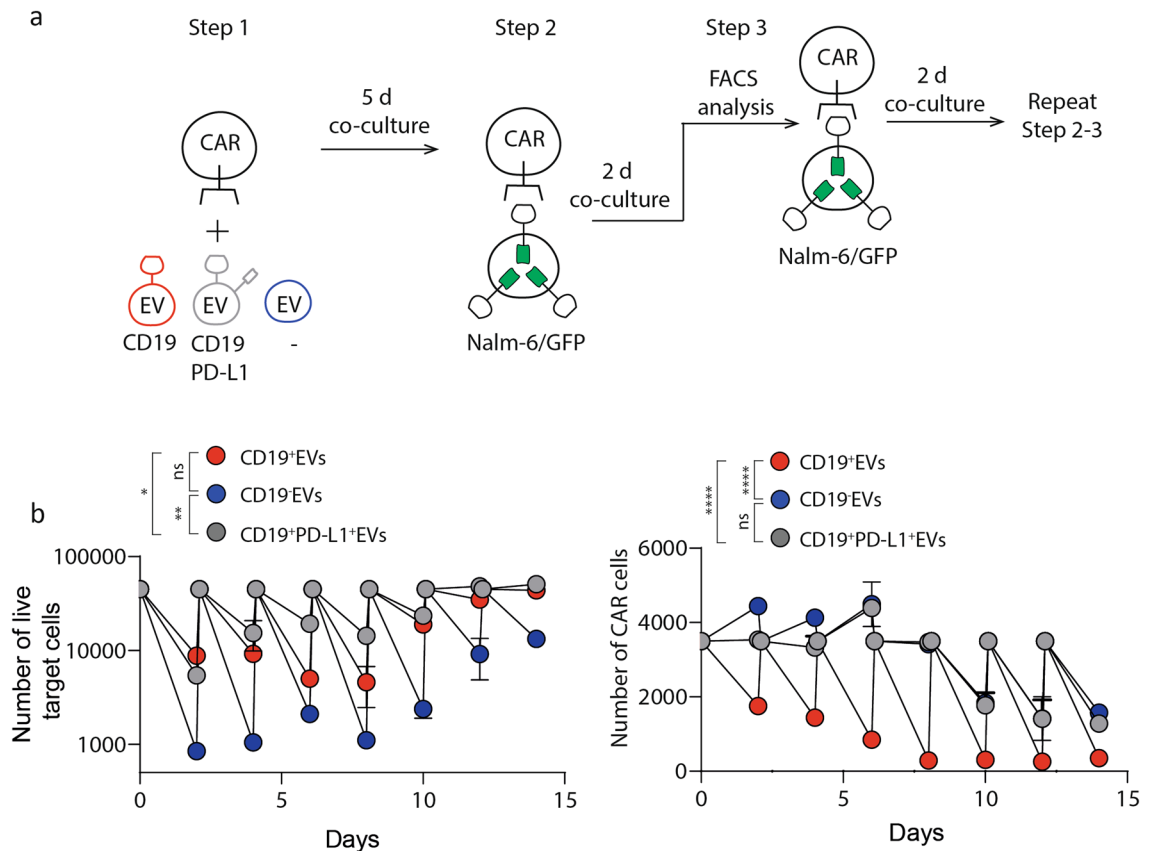 a
Step 1
Step 2
Step 3
5 d
co-culture
CAR
+
EV
EV
EV
CD19
CD19
PD-L1
-
CAR
Nalm-6/GFP
2 d
co-culture
FACS
analysis
CAR
Nalm-6/GFP
2 d
co-culture
Repeat
Step 2-3
b
*
ns
**
CD19⁺EVs
CD19⁻EVs
CD19⁺PD-L1⁺EVs
Number of live
target cells
100000
10000
1000
0
5
10
15
Days
****
****
ns
CD19⁺EVs
CD19⁻EVs
CD19⁺PD-L1⁺EVs
Number of CAR cells
6000
4000
2000
0
0
5
10
15
Days